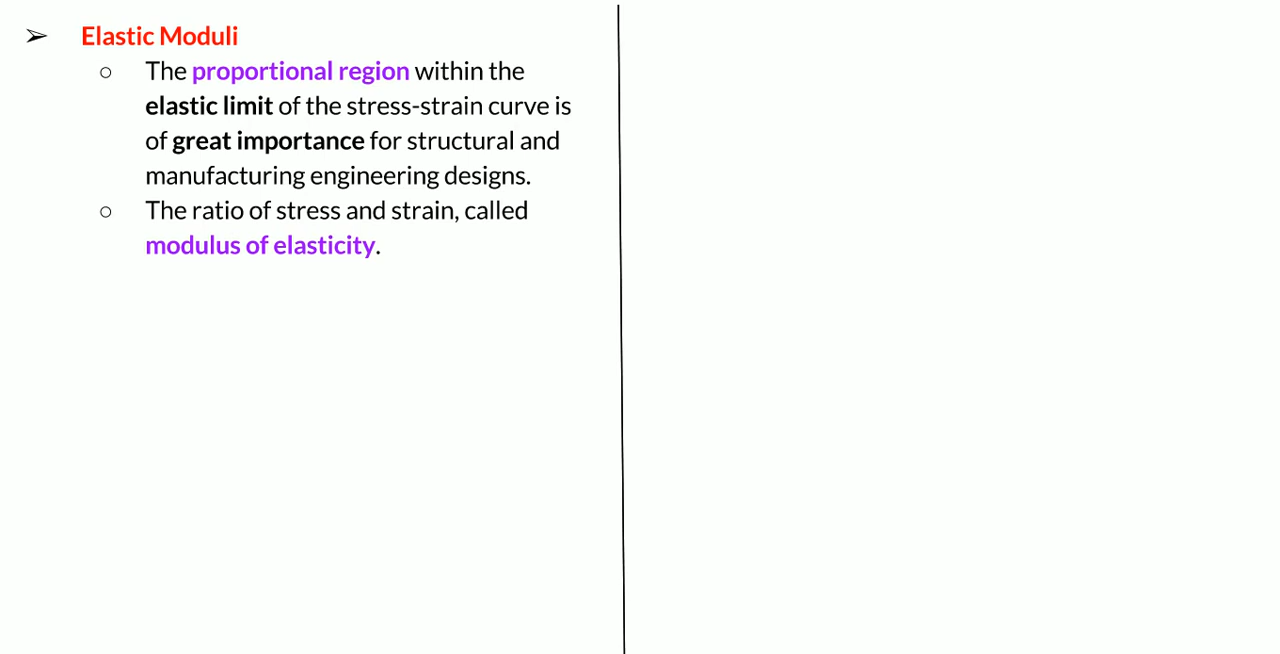 ➢ Elastic Moduli
○ The proportional region within the
elastic limit of the stress-strain curve is
of great importance for structural and
manufacturing engineering designs.
○ The ratio of stress and strain, called
modulus of elasticity.